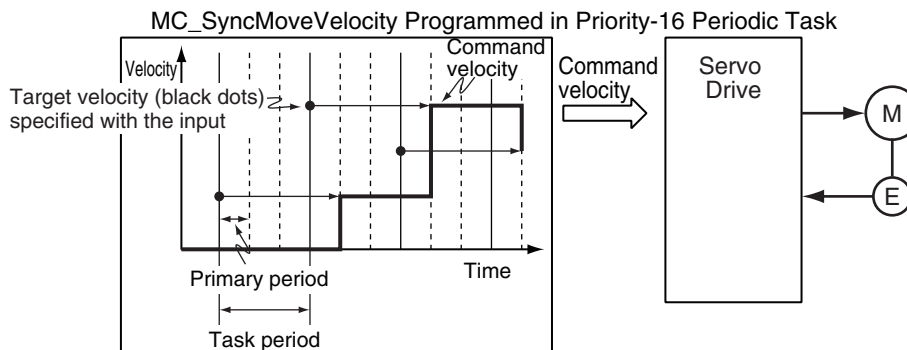 MC_SyncMoveVelocity Programmed in Priority-16 Periodic Task
Velocity
Command
velocity
Target velocity (black dots)
specified with the input
Primary period
Time
Task period
Command
velocity
Servo
Drive
M
E